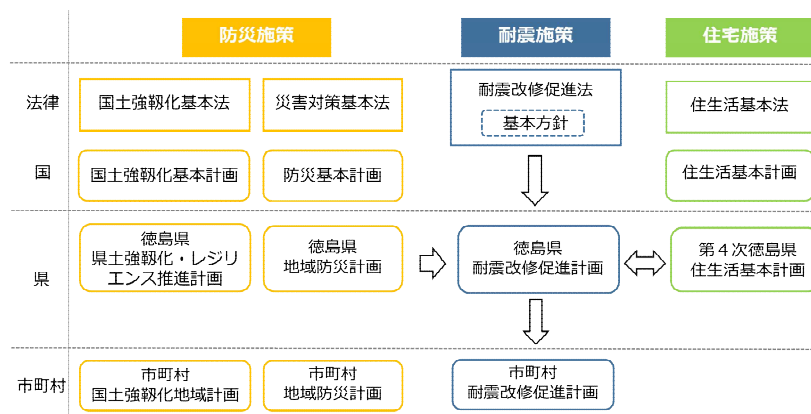 防災施策
耐震施策
住宅施策
法律
国土強靱化基本法
災害対策基本法
耐震改修促進法
基本方針
住生活基本法
国
国土強靱化基本計画
防災基本計画
住生活基本計画
県
徳島県
県土強靱化・レジリ
エンス推進計画
徳島県
地域防災計画
徳島県
耐震改修促進計画
第4次徳島県
住生活基本計画
市町村
市町村
国土強靱化地域計画
市町村
地域防災計画
市町村
耐震改修促進計画